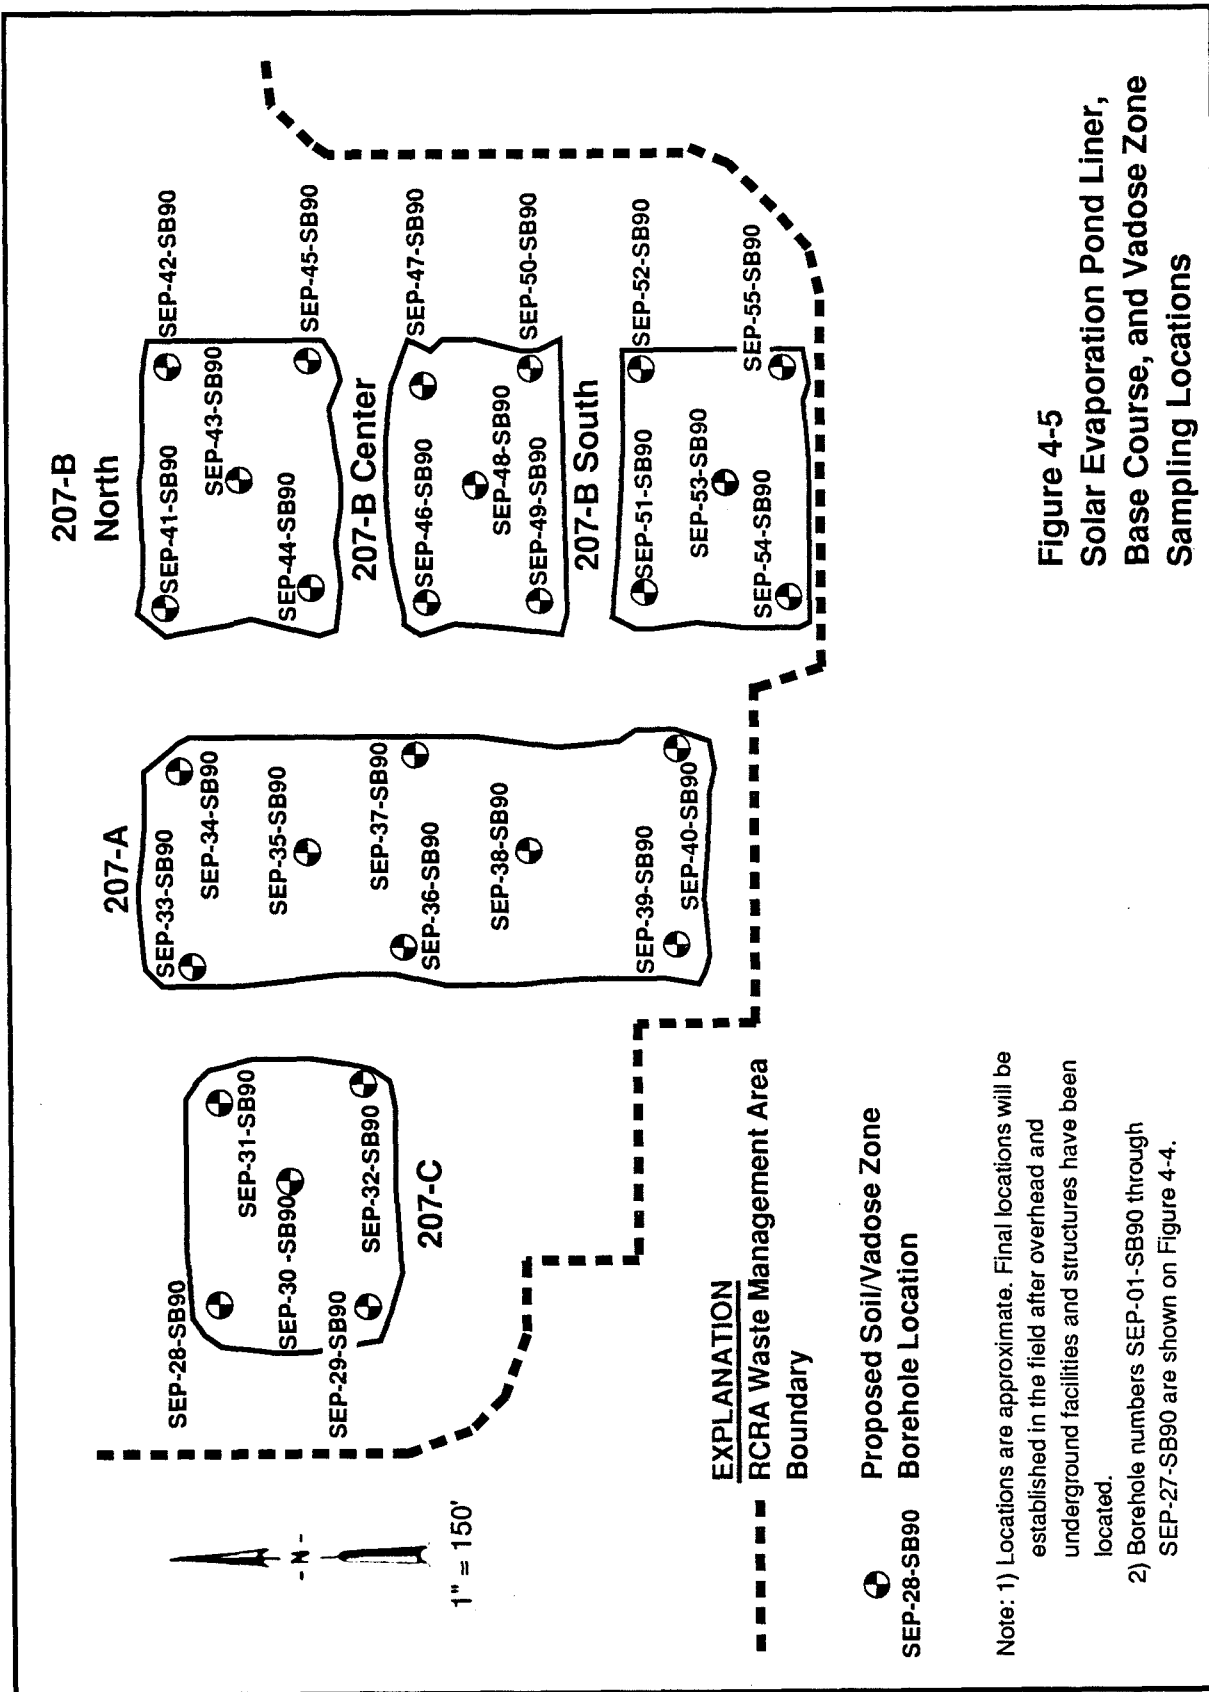 207-B
North
SEP-41-SB90
SEP-42-SB90
SEP-43-SB90
SEP-44-SB90
SEP-45-SB90
207-B Center
SEP-46-SB90
SEP-47-SB90
SEP-48-SB90
SEP-49-SB90
SEP-50-SB90
207-B South
SEP-51-SB90
SEP-52-SB90
SEP-53-SB90
SEP-54-SB90
SEP-55-SB90
207-A
SEP-33-SB90
SEP-34-SB90
SEP-35-SB90
SEP-37-SB90
SEP-36-SB90
SEP-38-SB90
SEP-39-SB90
SEP-40-SB90
SEP-28-SB90
SEP-31-SB90
SEP-30 -SB90
SEP-29-SB90
SEP-32-SB90
207-C
- N -
1" = 150'
EXPLANATION
RCRA Waste Management Area
Boundary
SEP-28-SB90
Proposed Soil/Vadose Zone
Borehole Location
Note: 1) Locations are approximate. Final locations will be
established in the field after overhead and
underground facilities and structures have been
located.
2) Borehole numbers SEP-01-SB90 through
SEP-27-SB90 are shown on Figure 4-4.
Figure 4-5
Solar Evaporation Pond Liner,
Base Course, and Vadose Zone
Sampling Locations